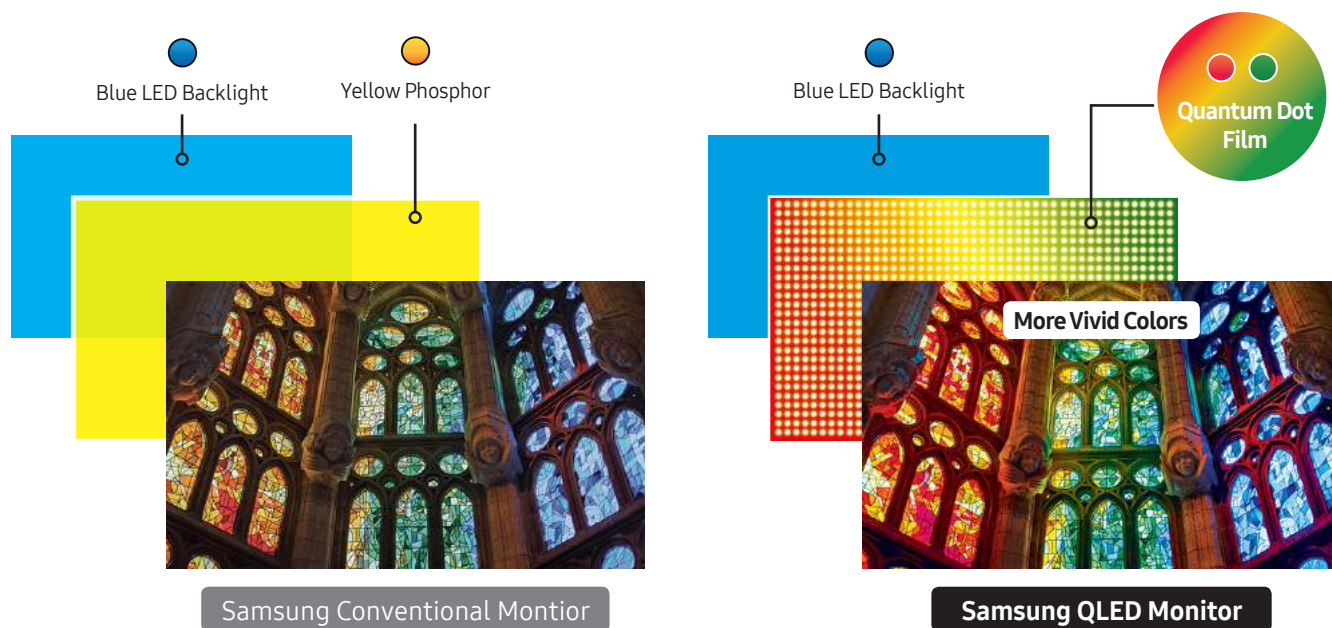 Blue LED Backlight
Yellow Phosphor
Samsung Conventional Montior
Blue LED Backlight
Quantum Dot
Film
More Vivid Colors
Samsung QLED Monitor